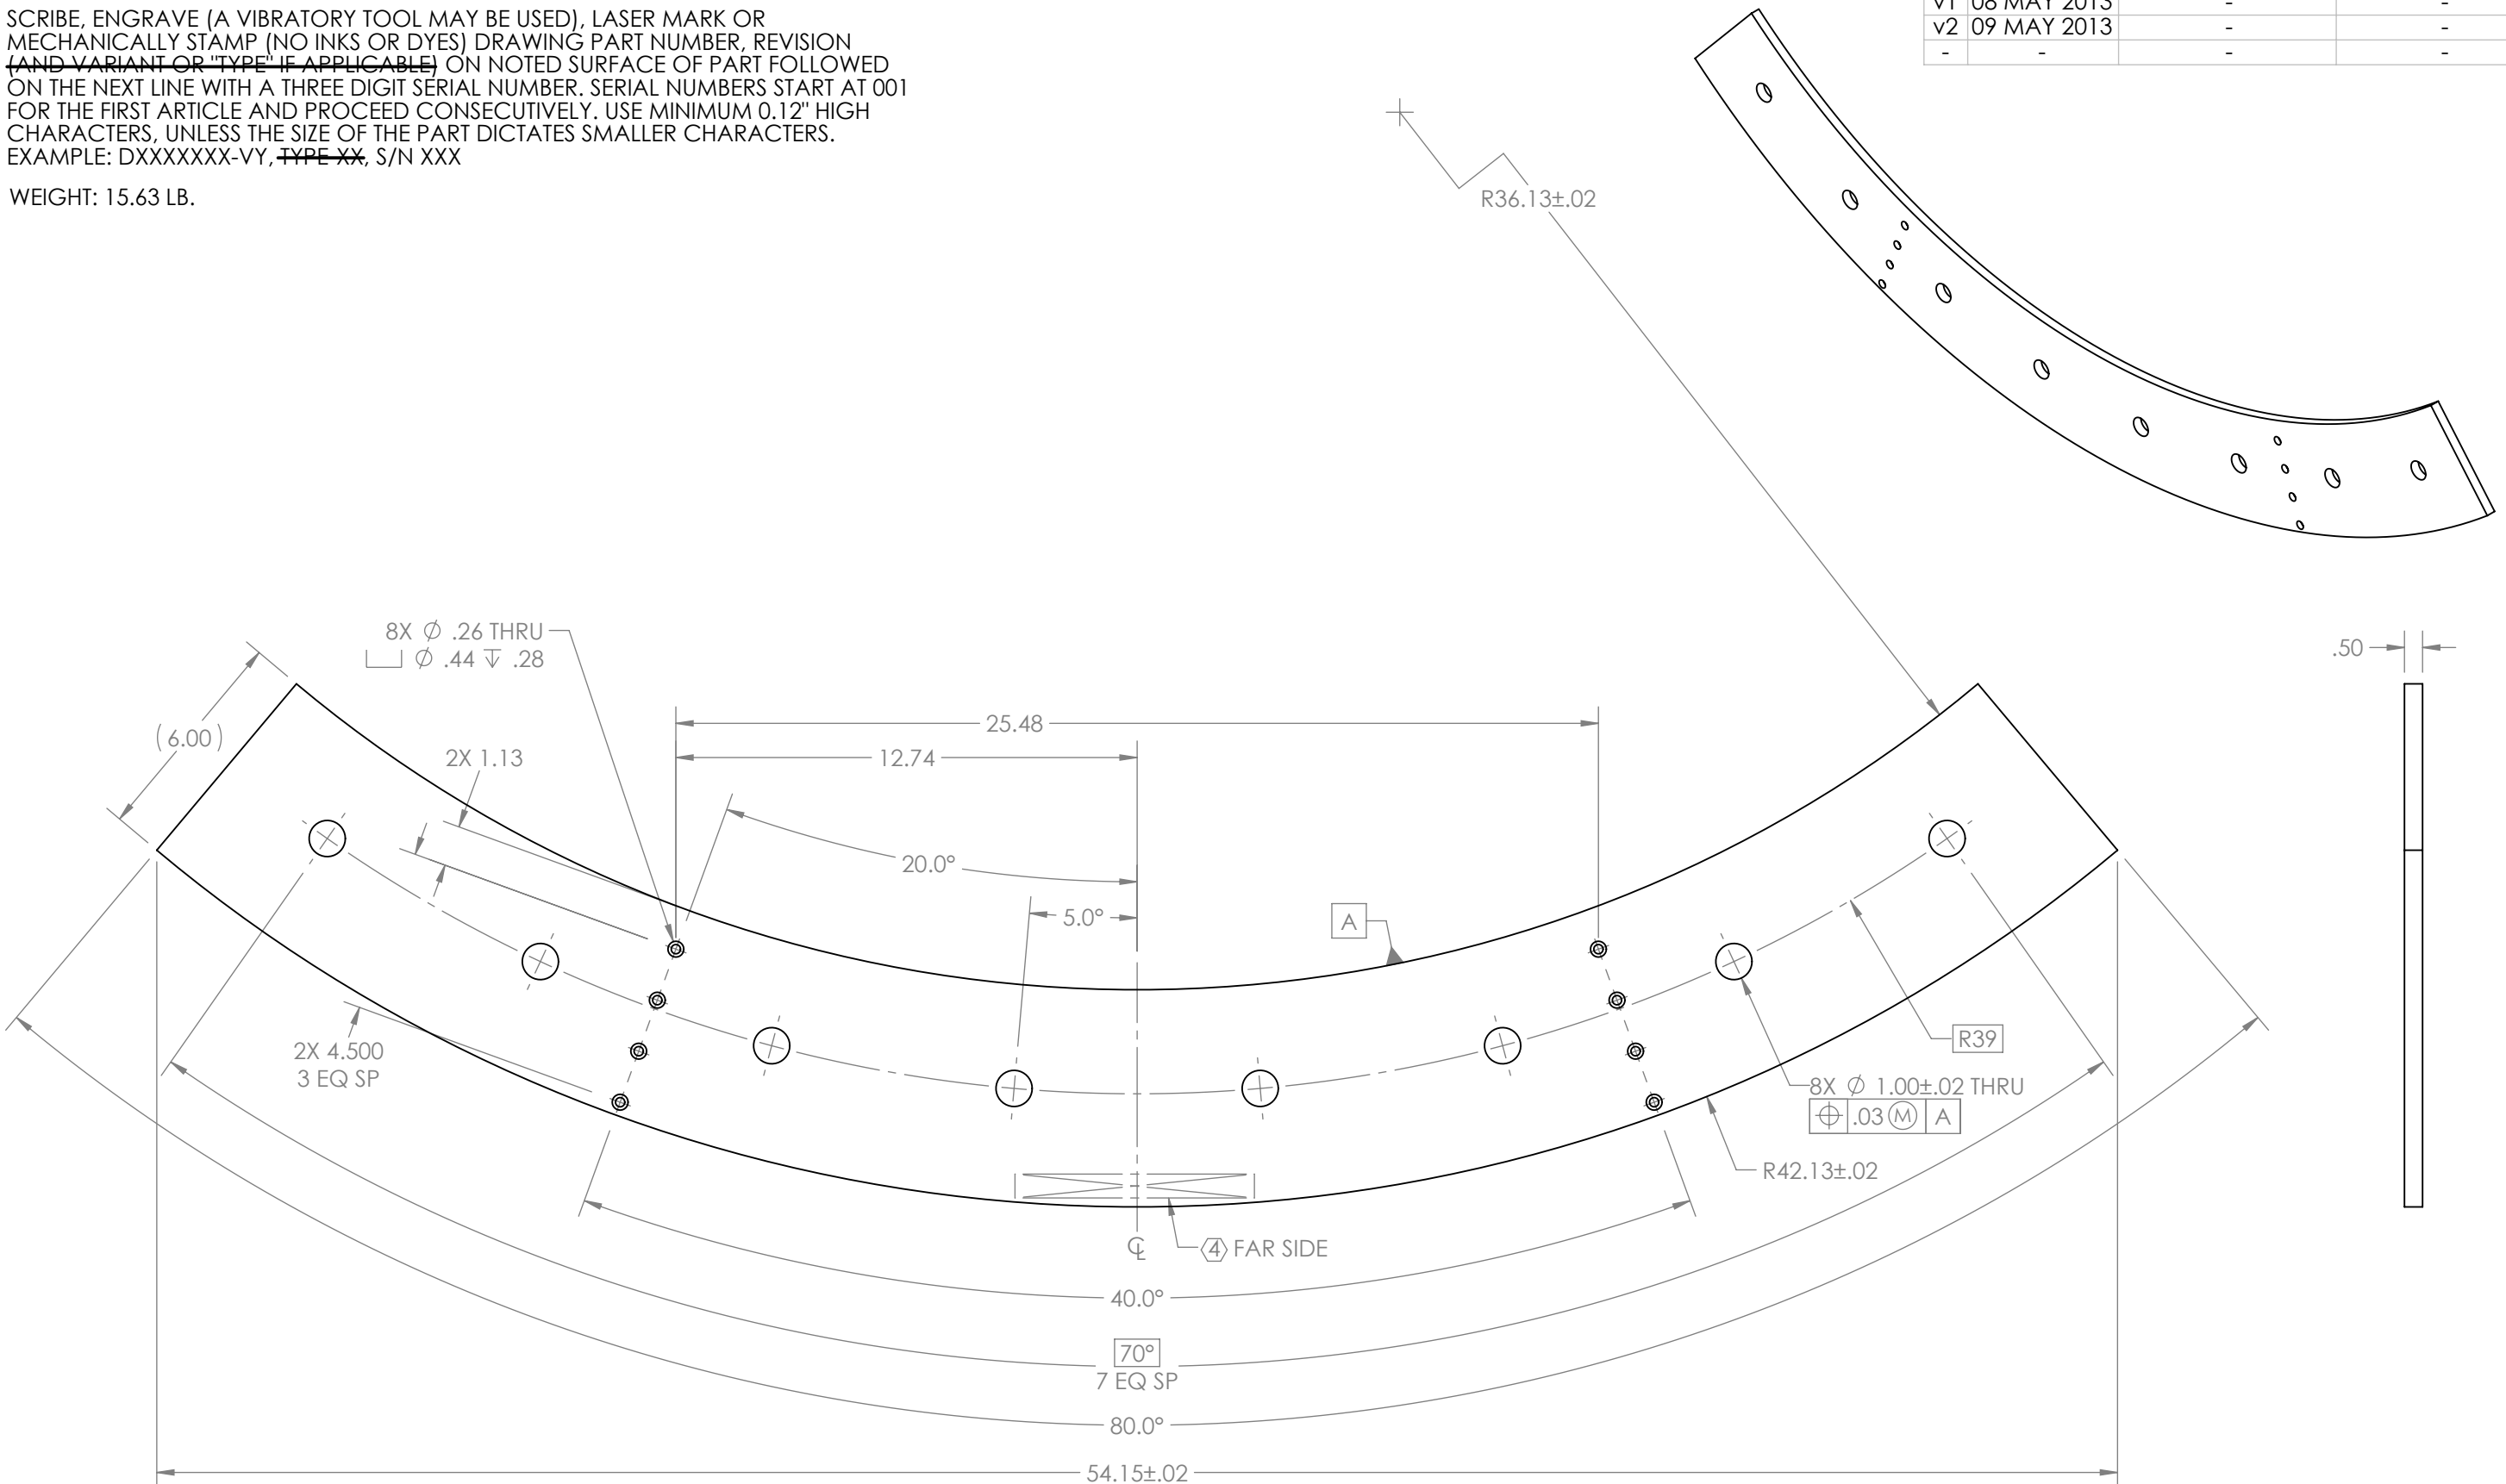 SCRIBE, ENGRAVE (A VIBRATORY TOOL MAY BE USED), LASER MARK OR
MECHANICALLY STAMP (NO INKS OR DYES) DRAWING PART NUMBER, REVISION
(AND VARIANT OR "TYPE" IF APPLICABLE) ON NOTED SURFACE OF PART FOLLOWED
ON THE NEXT LINE WITH A THREE DIGIT SERIAL NUMBER. SERIAL NUMBERS START AT 001
FOR THE FIRST ARTICLE AND PROCEED CONSECUTIVELY. USE MINIMUM 0.12" HIGH
CHARACTERS, UNLESS THE SIZE OF THE PART DICTATES SMALLER CHARACTERS.
EXAMPLE: DXXXXXXX-VY, TYPE XX, S/N XXX
WEIGHT: 15.63 LB.
v1 08 MAY 2013 - -
v2 09 MAY 2013 - -
- - - -
R36.13±.02
8X ∅ .26 THRU
⌴ ∅ .44 ↧ .28
.50
(6.00)
25.48
2X 1.13
12.74
20.0°
5.0°
A
2X 4.500
3 EQ SP
R39
8X ∅ 1.00±.02 THRU
⌖ .03 Ⓜ A
R42.13±.02
℄
4 FAR SIDE
40.0°
70°
7 EQ SP
80.0°
54.15±.02